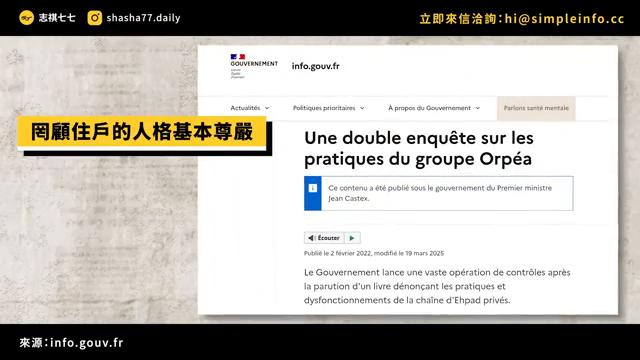 志祺七七
shasha77.daily
立即來信洽詢：hi@simpleinfo.cc
GOUVERNEMENT
info.gouv.fr
Actualités
Politiques prioritaires
À propos du Gouvernement
Parlons santé mentale
罔顧住戶的人格基本尊嚴
Une double enquête sur les
pratiques du groupe Orpéa
Ce contenu a été publié sous le gouvernement du Premier ministre
Jean Castex.
Écouter
Publié le 2 février 2022, modifié le 19 mars 2025
Le Gouvernement lance une vaste opération de contrôles après
la parution d'un livre dénonçant les pratiques et
dysfonctionnements de la chaîne d'Ehpad privés.
來源：info.gouv.fr